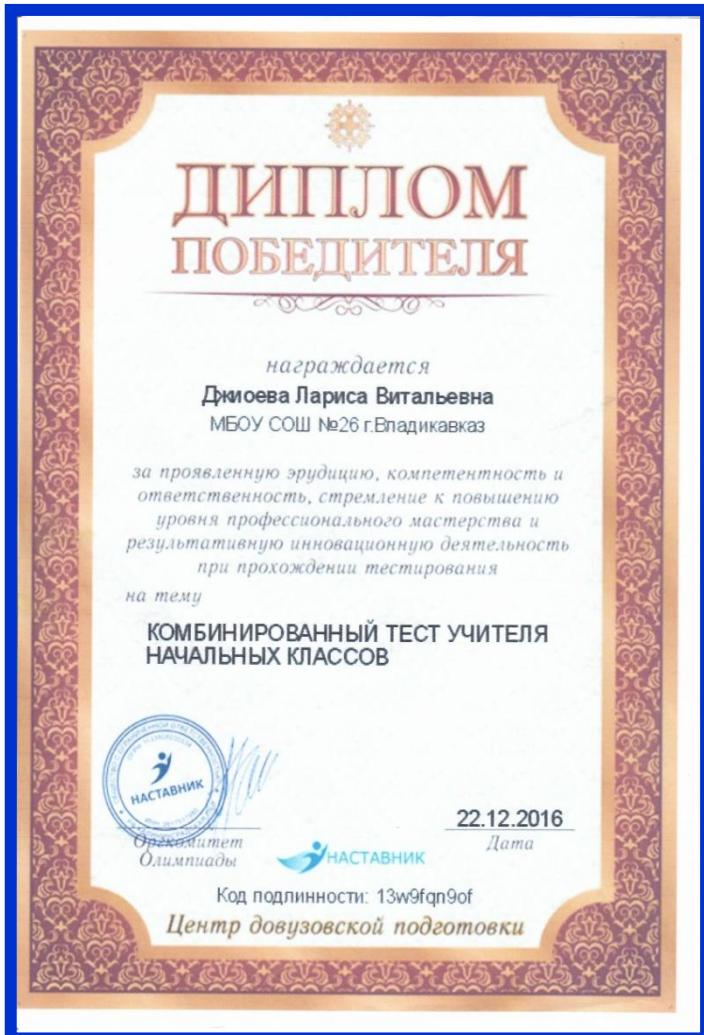 ДИПЛОМ
ПОБЕДИТЕЛЯ
награждается
Джиоева Лариса Витальевна
МБОУ СОШ №26 г.Владикавказ
за проявленную эрудицию, компетентность и
ответственность, стремление к повышению
уровня профессионального мастерства и
результативную инновационную деятельность
при прохождении тестирования
на тему
КОМБИНИРОВАННЫЙ ТЕСТ УЧИТЕЛЯ
НАЧАЛЬНЫХ КЛАССОВ
НАСТАВНИК
22.12.2016
Оргкомитет
Олимпиады
Дата
НАСТАВНИК
Код подлинности: 13w9fqn9of
Центр довузовской подготовки